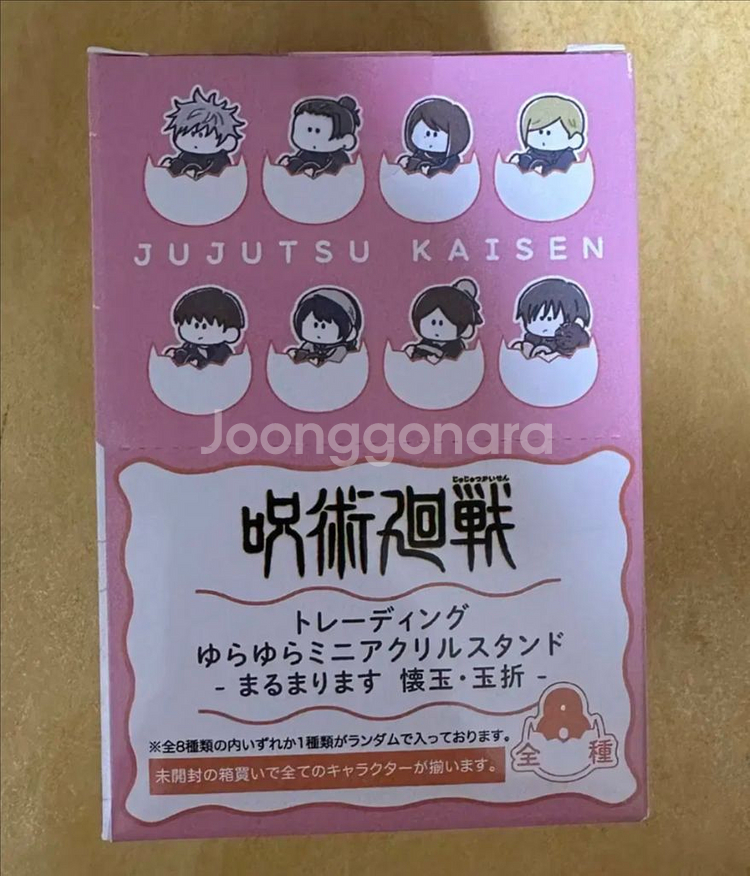 JUJUTSU KAISEN
Joonggonara
じゅじゅつかいせん
呪術廻戦
トレーディング
ゆらゆらミニアクリルスタンド
- まるまります 懐玉・玉折 -
※全8種類の内いずれか1種類がランダムで入っております。
未開封の箱買いで全てのキャラクターが揃います。
全8種